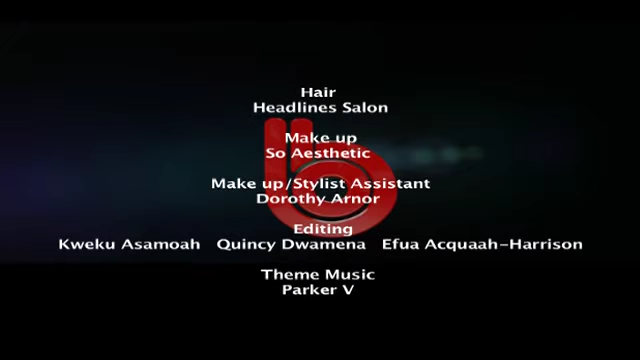 Hair
Headlines Salon
Make up
So Aesthetic
Make up/Stylist Assistant
Dorothy Arnor
Editing
Kweku Asamoah Quincy Dwamena Efua Acquaah-Harrison
Theme Music
Parker V